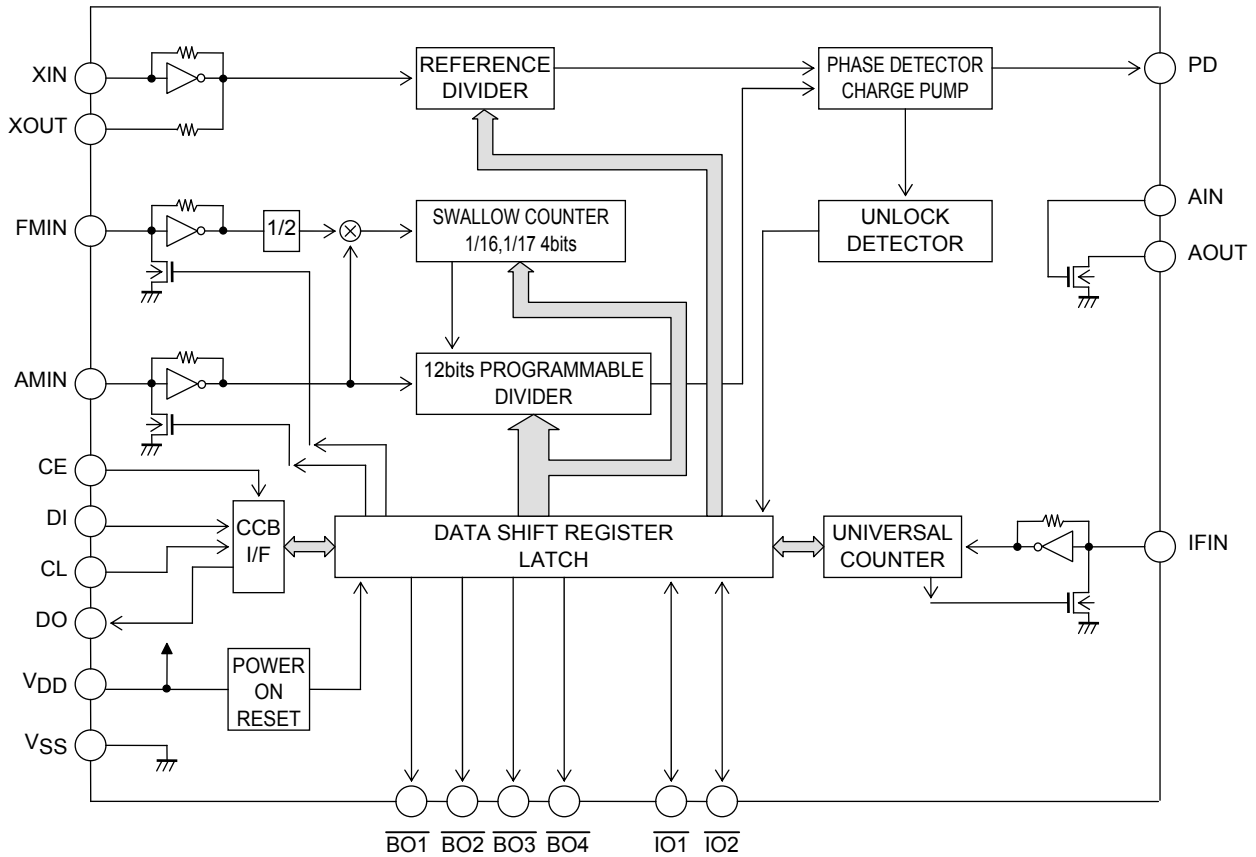 XIN
REFERENCE
DIVIDER
PHASE DETECTOR
CHARGE PUMP
PD
XOUT
FMIN
1/2
SWALLOW COUNTER
1/16,1/17 4bits
UNLOCK
DETECTOR
AIN
AOUT
AMIN
12bits PROGRAMMABLE
DIVIDER
CE
DI
CL
DO
CCB
I/F
DATA SHIFT REGISTER
LATCH
UNIVERSAL
COUNTER
IFIN
VDD
POWER
ON
RESET
VSS
BO1 BO2 BO3 BO4 IO1 IO2